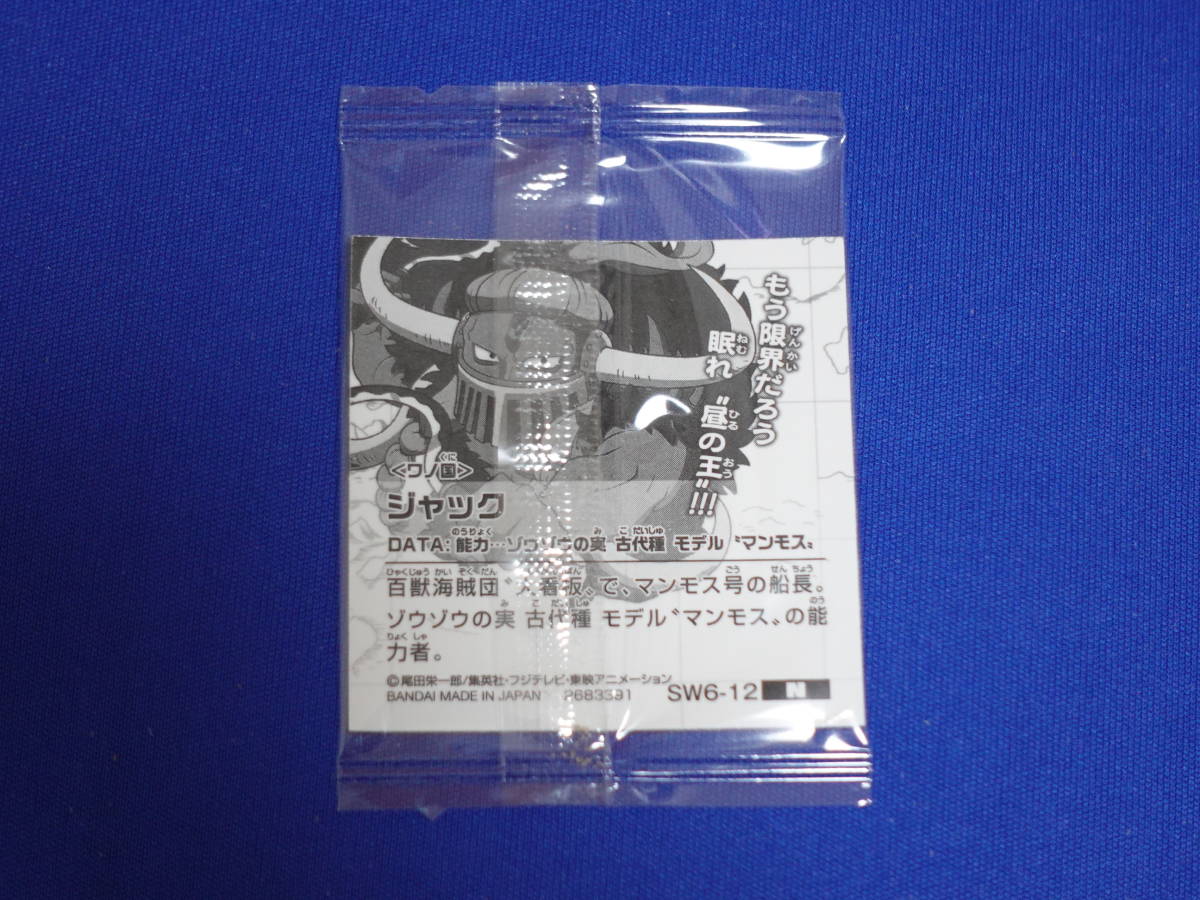 もう限界だろう
眠れ〝昼の王〟!!!
<ワノ国>
ジャック
DATA: 能力…ゾウゾウの実 古代種 モデル〝マンモス〟
百獣海賊団〝大看板〟で、マンモス号の船長。
ゾウゾウの実 古代種 モデル〝マンモス〟の能
力者。
©尾田栄一郎/集英社・フジテレビ・東映アニメーション
BANDAI MADE IN JAPAN 2683391
SW6-12 N